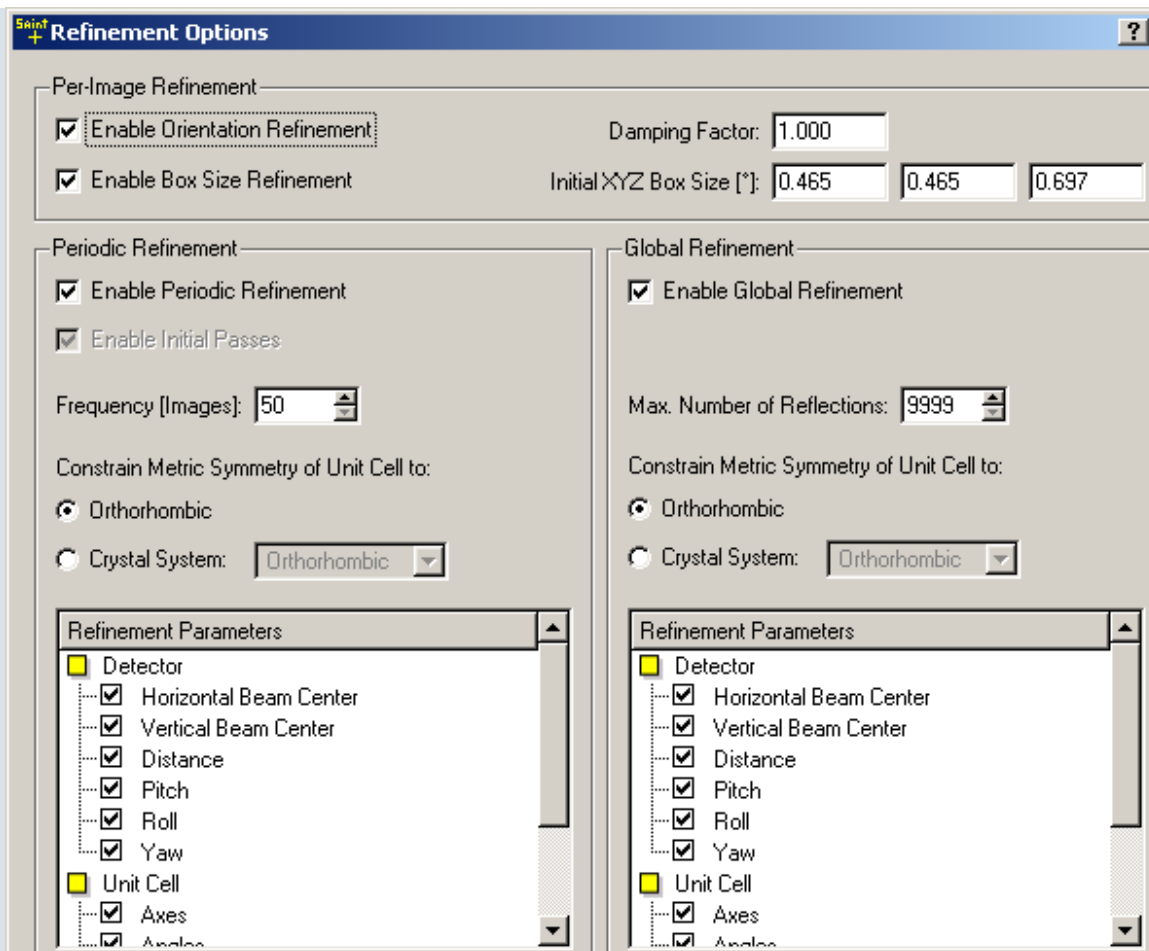 SAinT
+ Refinement Options
?
Per-Image Refinement
Enable Orientation Refinement Damping Factor: 1.000
Enable Box Size Refinement Initial XYZ Box Size [°]: 0.465 0.465 0.697
Periodic Refinement
Enable Periodic Refinement
Enable Initial Passes
Frequency [Images]: 50
Constrain Metric Symmetry of Unit Cell to:
Orthorhombic
Crystal System: Orthorhombic
Refinement Parameters
Detector
Horizontal Beam Center
Vertical Beam Center
Distance
Pitch
Roll
Yaw
Unit Cell
Axes
Angles
Global Refinement
Enable Global Refinement
Max. Number of Reflections: 9999
Constrain Metric Symmetry of Unit Cell to:
Orthorhombic
Crystal System: Orthorhombic
Refinement Parameters
Detector
Horizontal Beam Center
Vertical Beam Center
Distance
Pitch
Roll
Yaw
Unit Cell
Axes
Angles